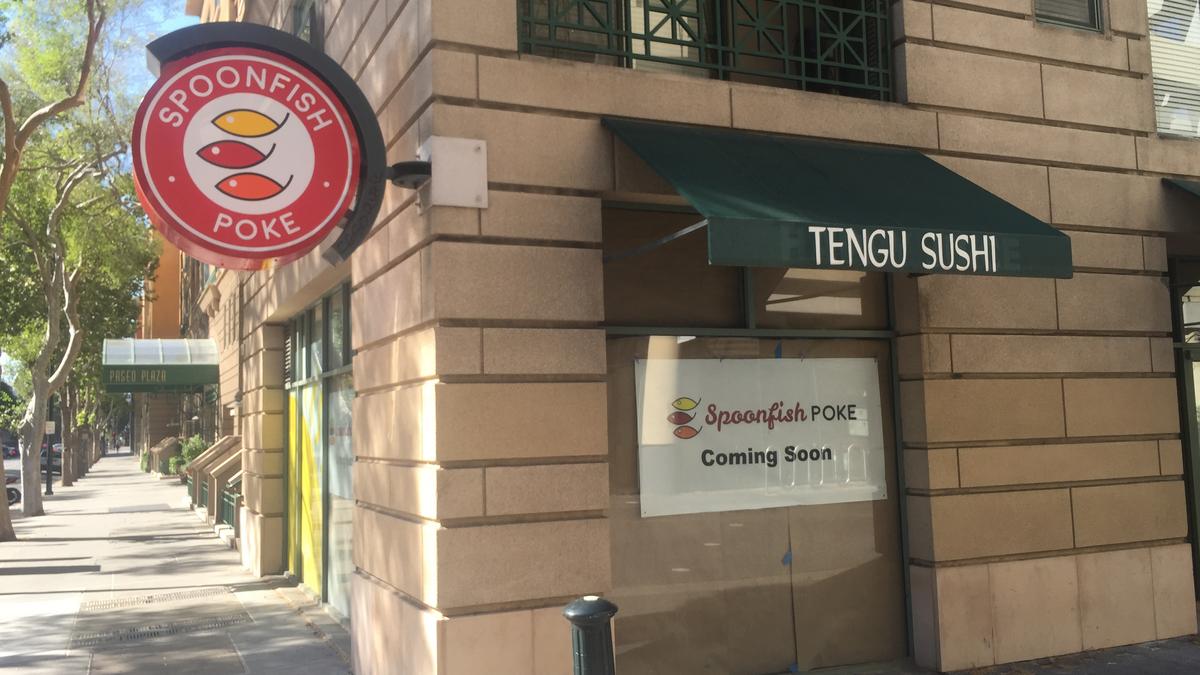 SPOONFISH
POKE
TENGU SUSHI
PASEO PLAZA
Spoonfish POKE
Coming Soon